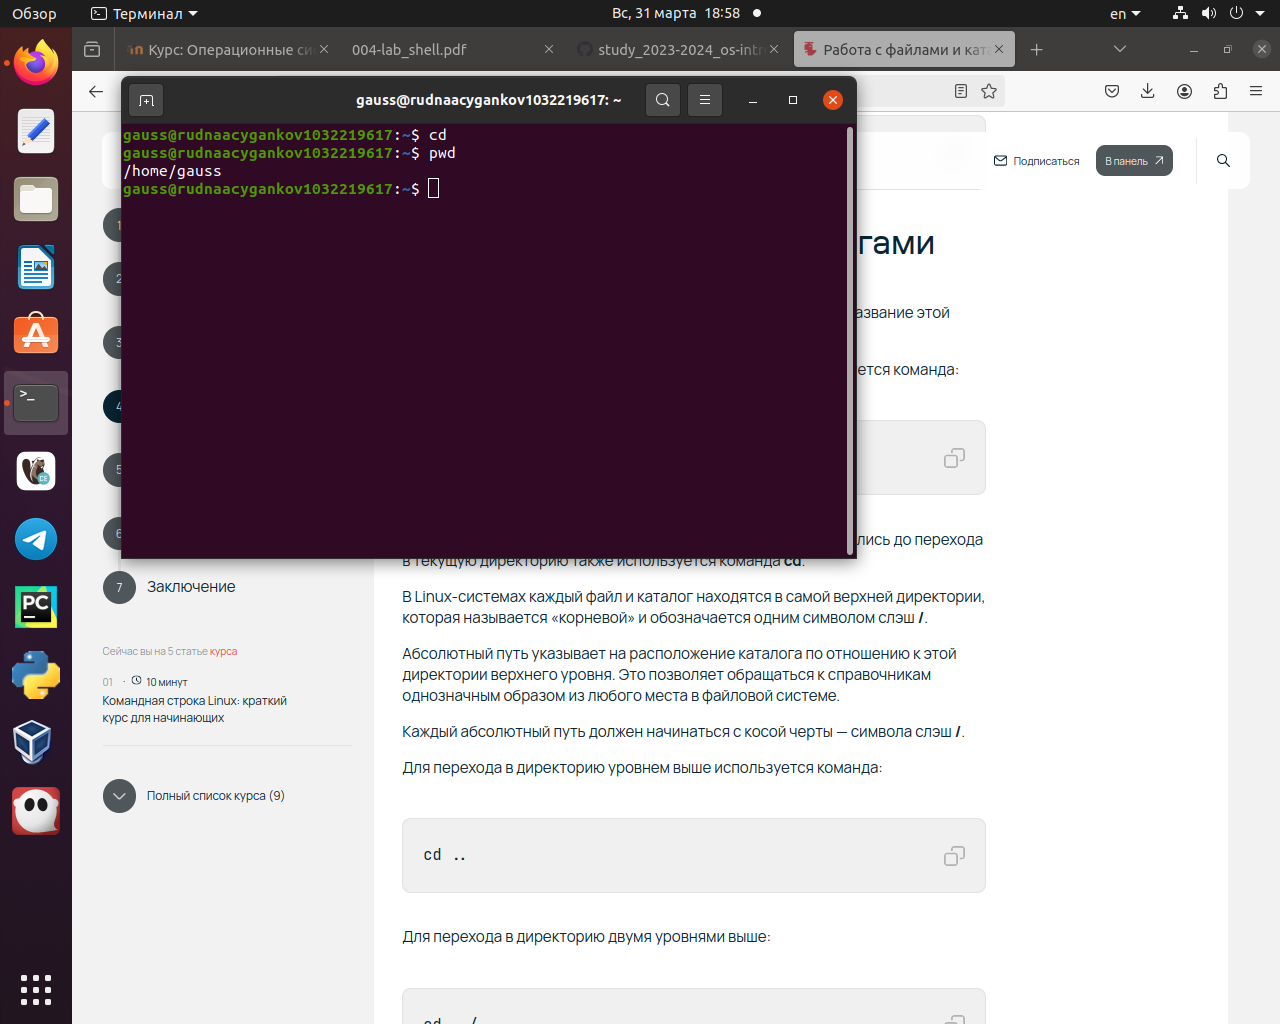 Обзор
Терминал
Вс, 31 марта 18:58
en
Курс: Операционные си
004-lab_shell.pdf
study_2023-2024_os-intr
Работа с файлами и ката
gauss@rudnaacygankov1032219617: ~
gauss@rudnaacygankov1032219617:~$ cd
gauss@rudnaacygankov1032219617:~$ pwd
/home/gauss
gauss@rudnaacygankov1032219617:~$
Подписаться
В панель
гами
азвание этой
ется команда:
лись до перехода
в текущую директорию также используется команда cd.
В Linux-системах каждый файл и каталог находятся в самой верхней директории,
которая называется «корневой» и обозначается одним символом слэш /.
Абсолютный путь указывает на расположение каталога по отношению к этой
директории верхнего уровня. Это позволяет обращаться к справочникам
однозначным образом из любого места в файловой системе.
Каждый абсолютный путь должен начинаться с косой черты — символа слэш /.
Для перехода в директорию уровнем выше используется команда:
cd ..
Для перехода в директорию двумя уровнями выше:
1
2
3
4
5
6
7 Заключение
Сейчас вы на 5 статье курса
01 · 10 минут
Командная строка Linux: краткий
курс для начинающих
Полный список курса (9)